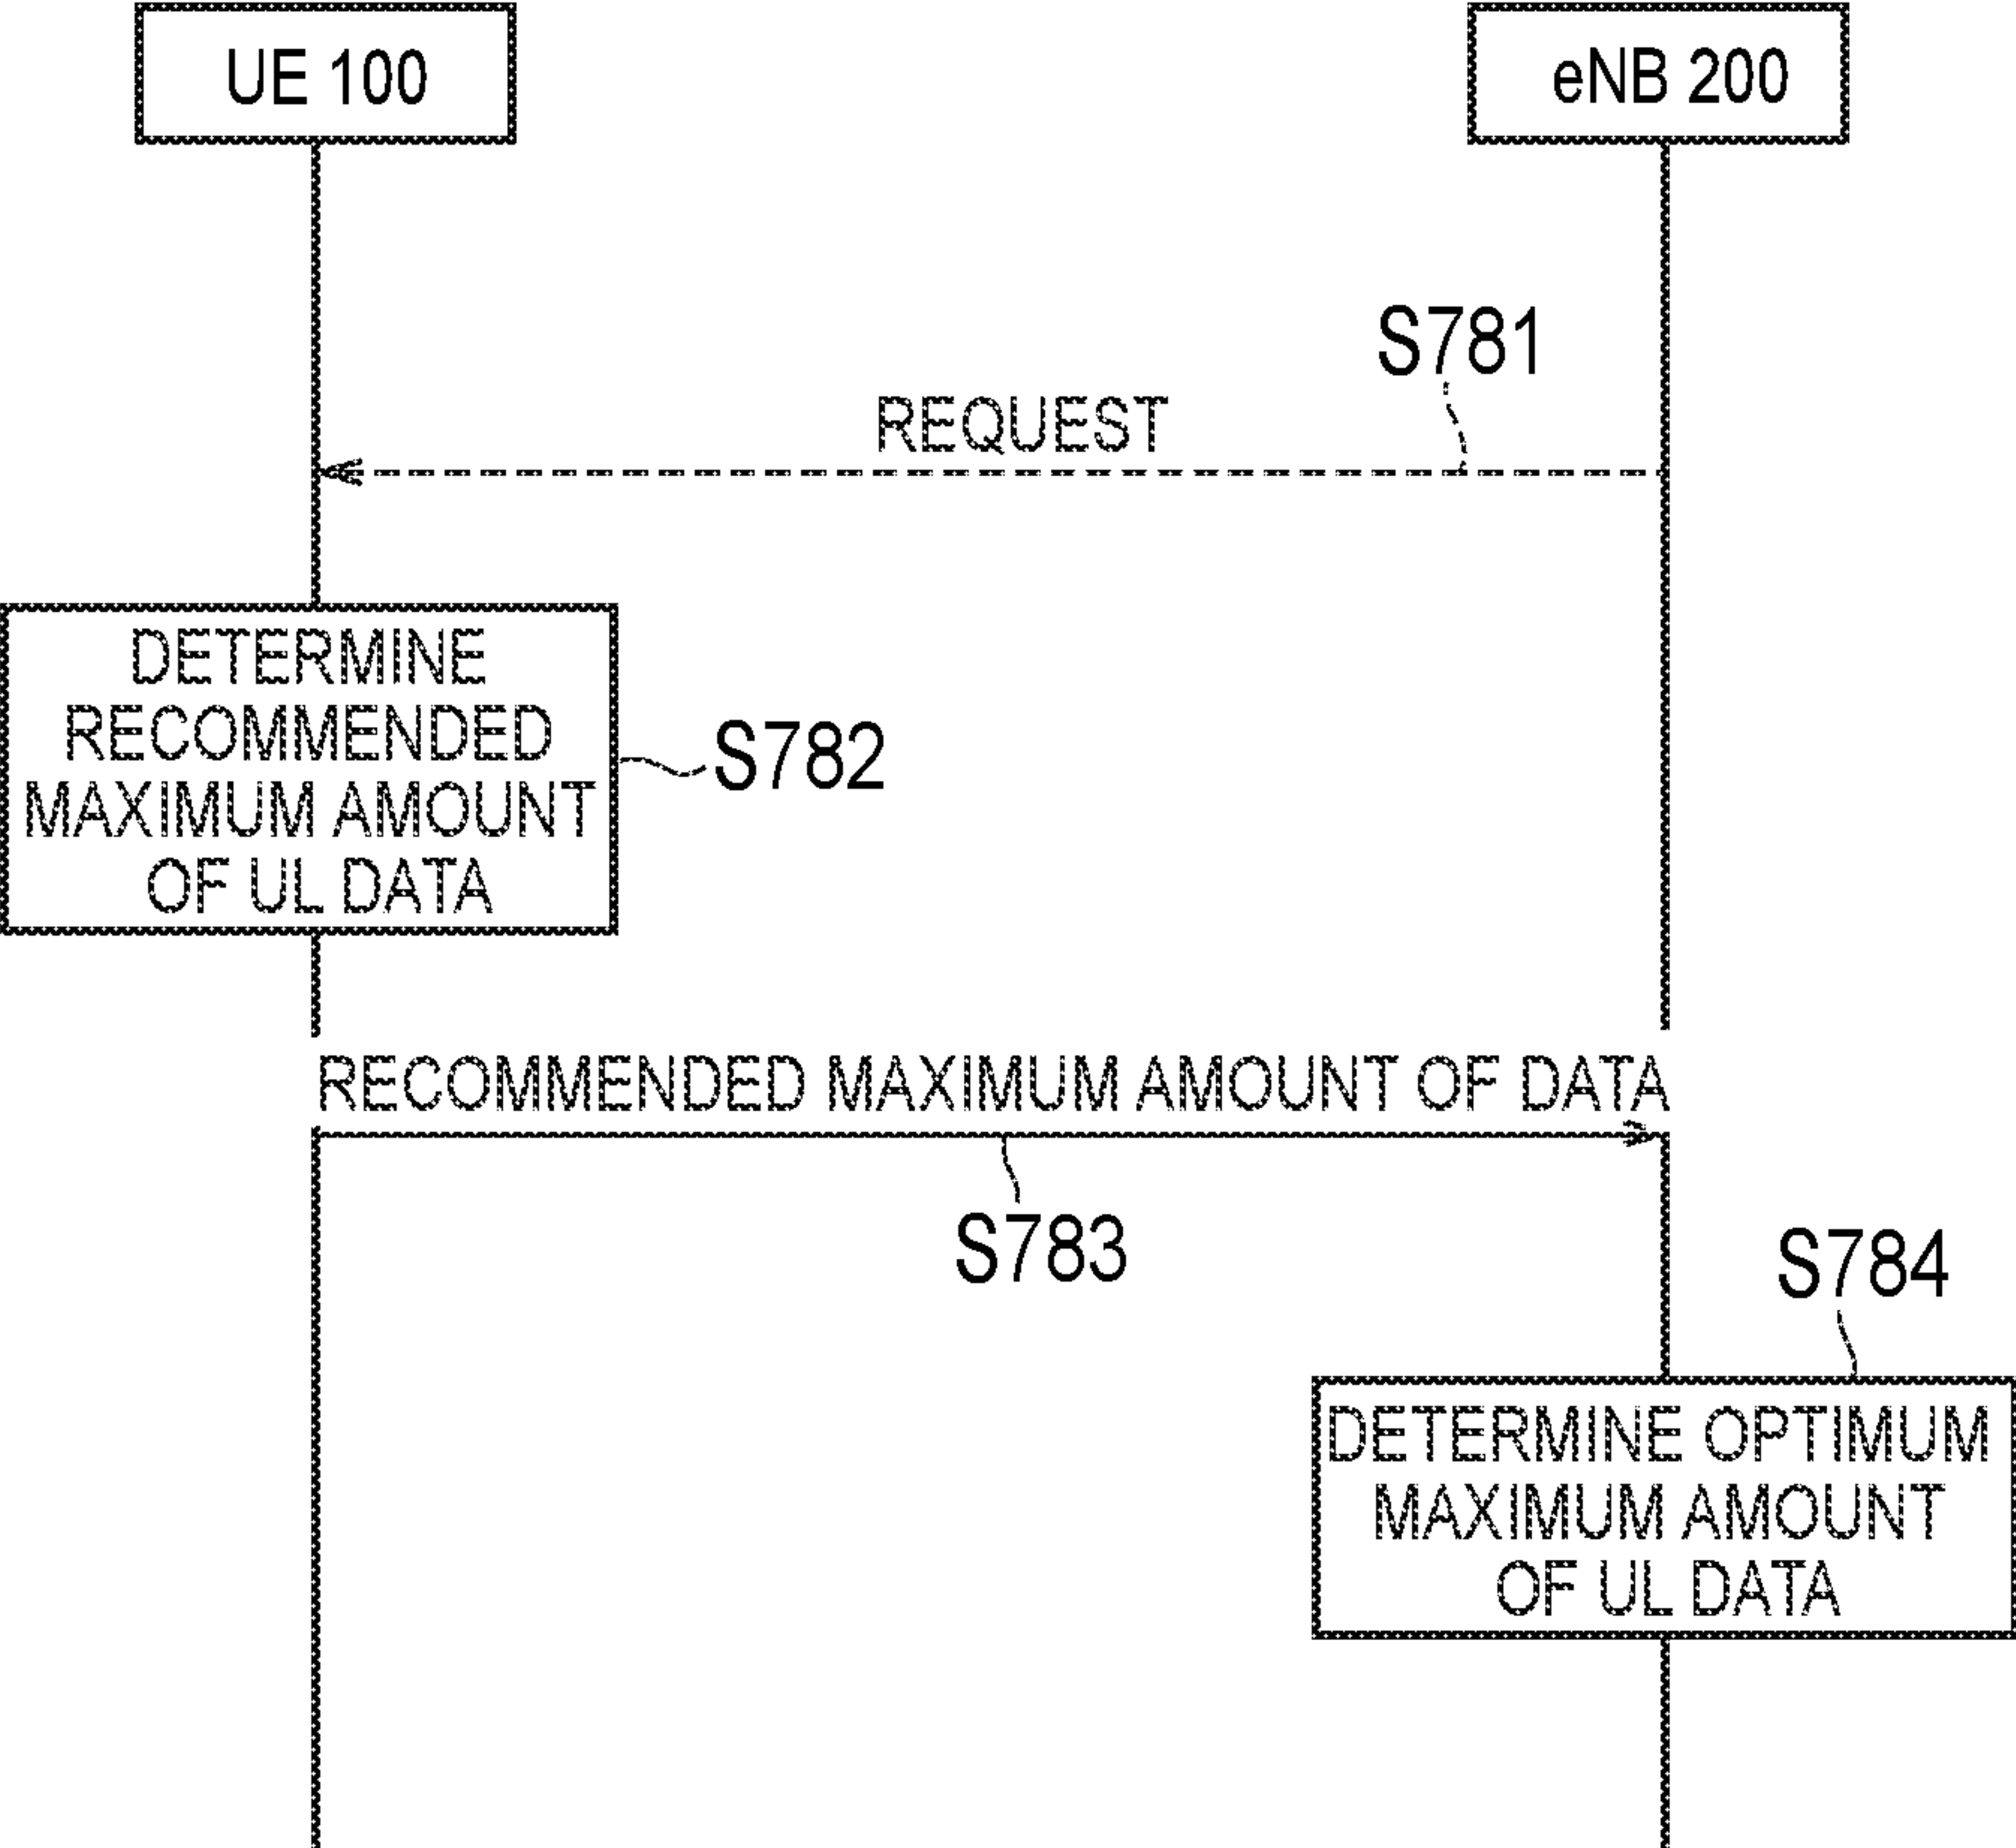 UE 100
eNB 200
S781
REQUEST
DETERMINE
RECOMMENDED
MAXIMUM AMOUNT
OF UL DATA
S782
RECOMMENDED MAXIMUM AMOUNT OF DATA
S783
S784
DETERMINE OPTIMUM
MAXIMUM AMOUNT
OF UL DATA